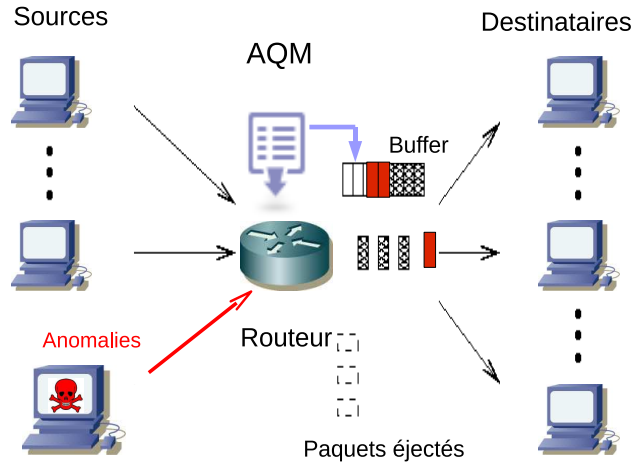 Sources
Destinataires
AQM
Buffer
Anomalies
Routeur
Paquets éjectés